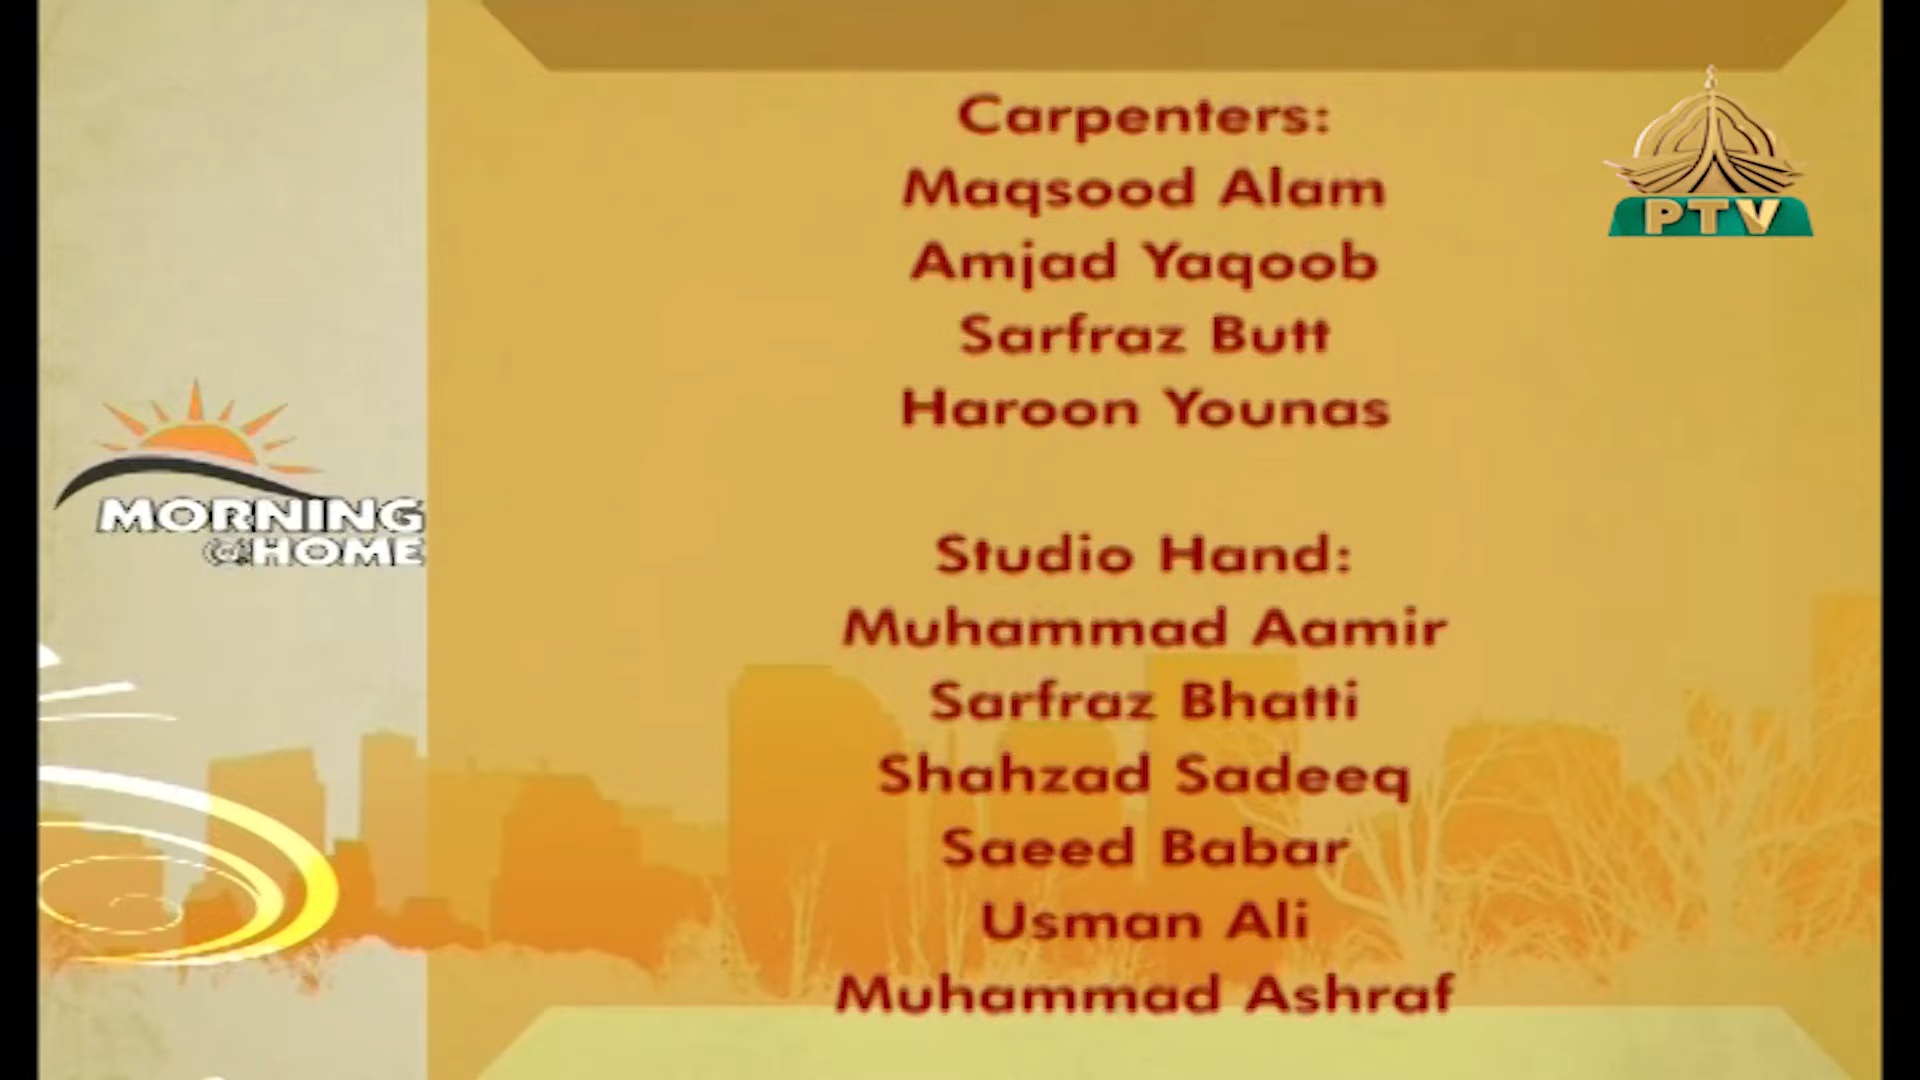 Carpenters:
Maqsood Alam
Amjad Yaqoob
Sarfraz Butt
Haroon Younas
Studio Hand:
Muhammad Aamir
Sarfraz Bhatti
Shahzad Sadeeq
Saeed Babar
Usman Ali
Muhammad Ashraf
MORNING
@HOME
PTV